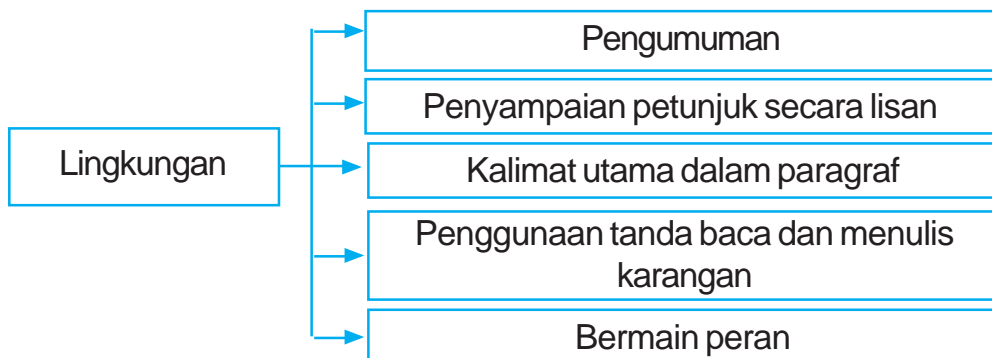 Pengumuman
Penyampaian petunjuk secara lisan
Lingkungan
Kalimat utama dalam paragraf
Penggunaan tanda baca dan menulis
karangan
Bermain peran